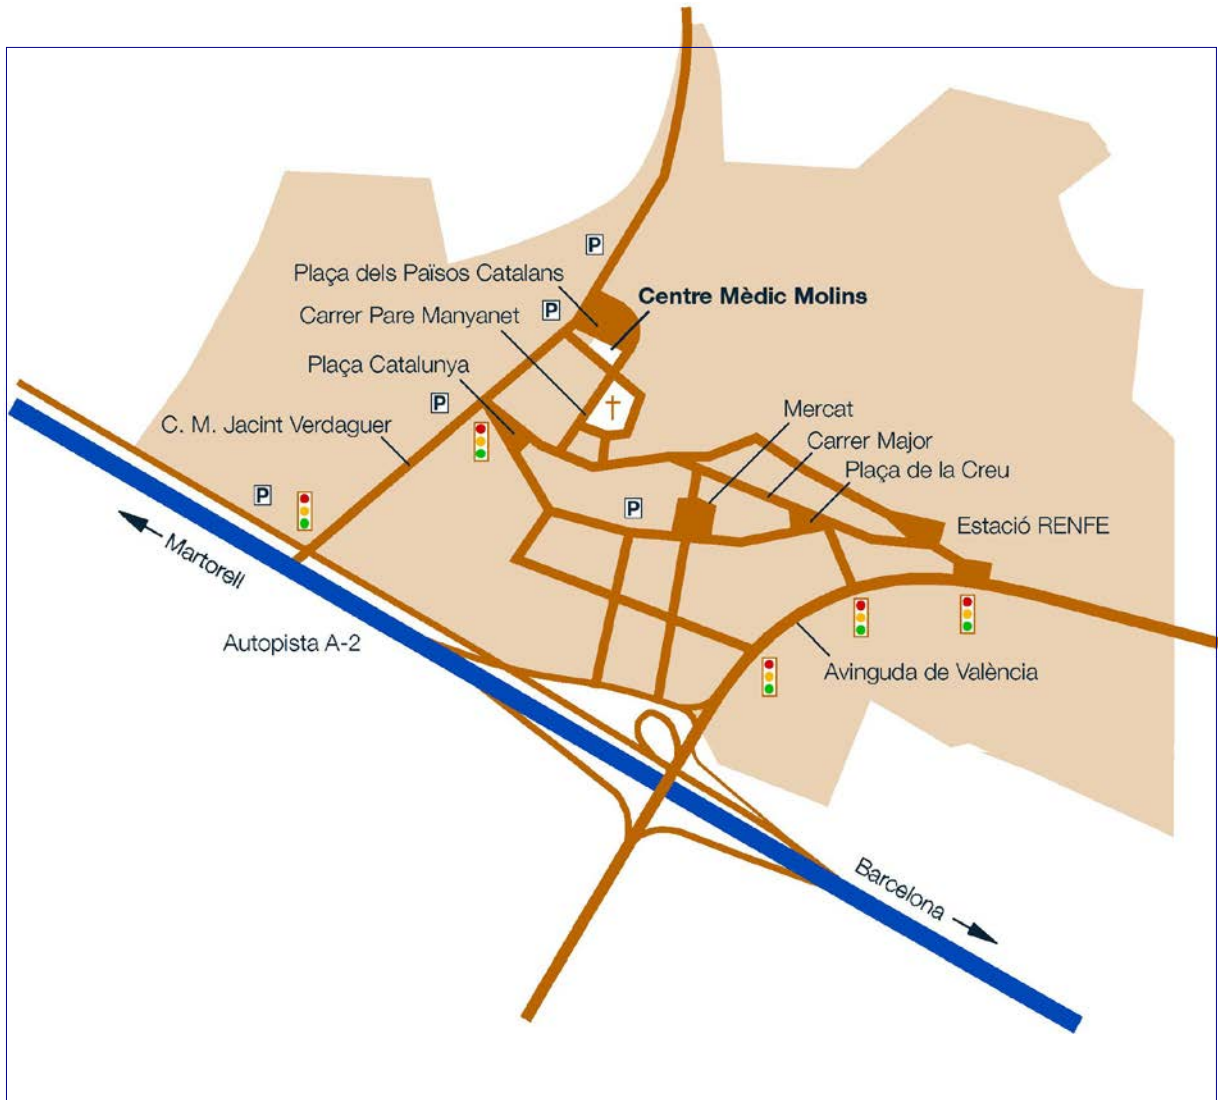 P
Plaça dels Països Catalans
Centre Mèdic Molins
P
Carrer Pare Manyanet
Plaça Catalunya
P
Mercat
C. M. Jacint Verdaguer
Carrer Major
Plaça de la Creu
P
P
Estació RENFE
Martorell
Autopista A-2
Avinguda de València
Barcelona